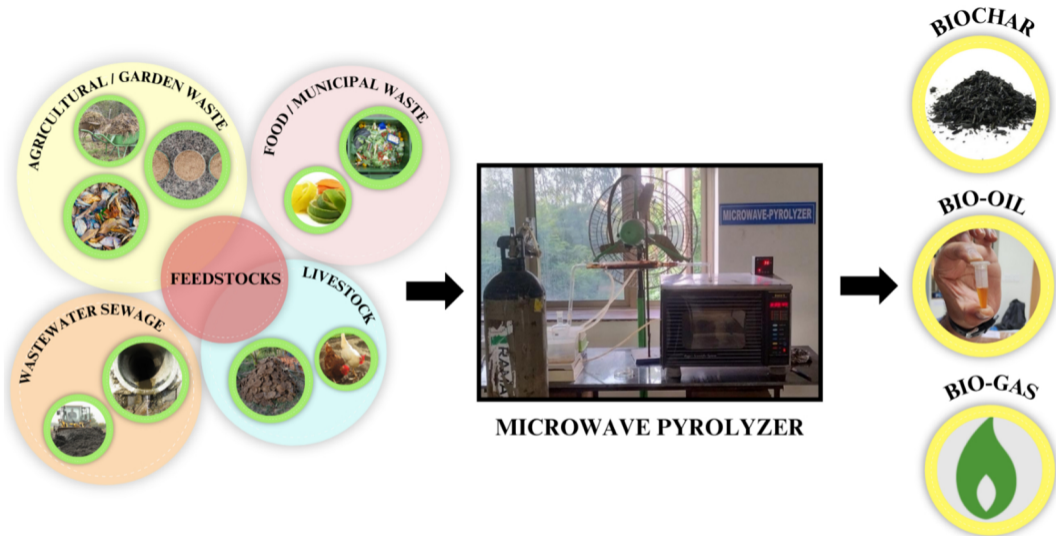 AGRICULTURAL / GARDEN WASTE
FOOD / MUNICIPAL WASTE
FEEDSTOCKS
WASTEWATER SEWAGE
LIVESTOCK
MICROWAVE-PYROLYZER
MICROWAVE PYROLYZER
BIOCHAR
BIO-OIL
BIO-GAS